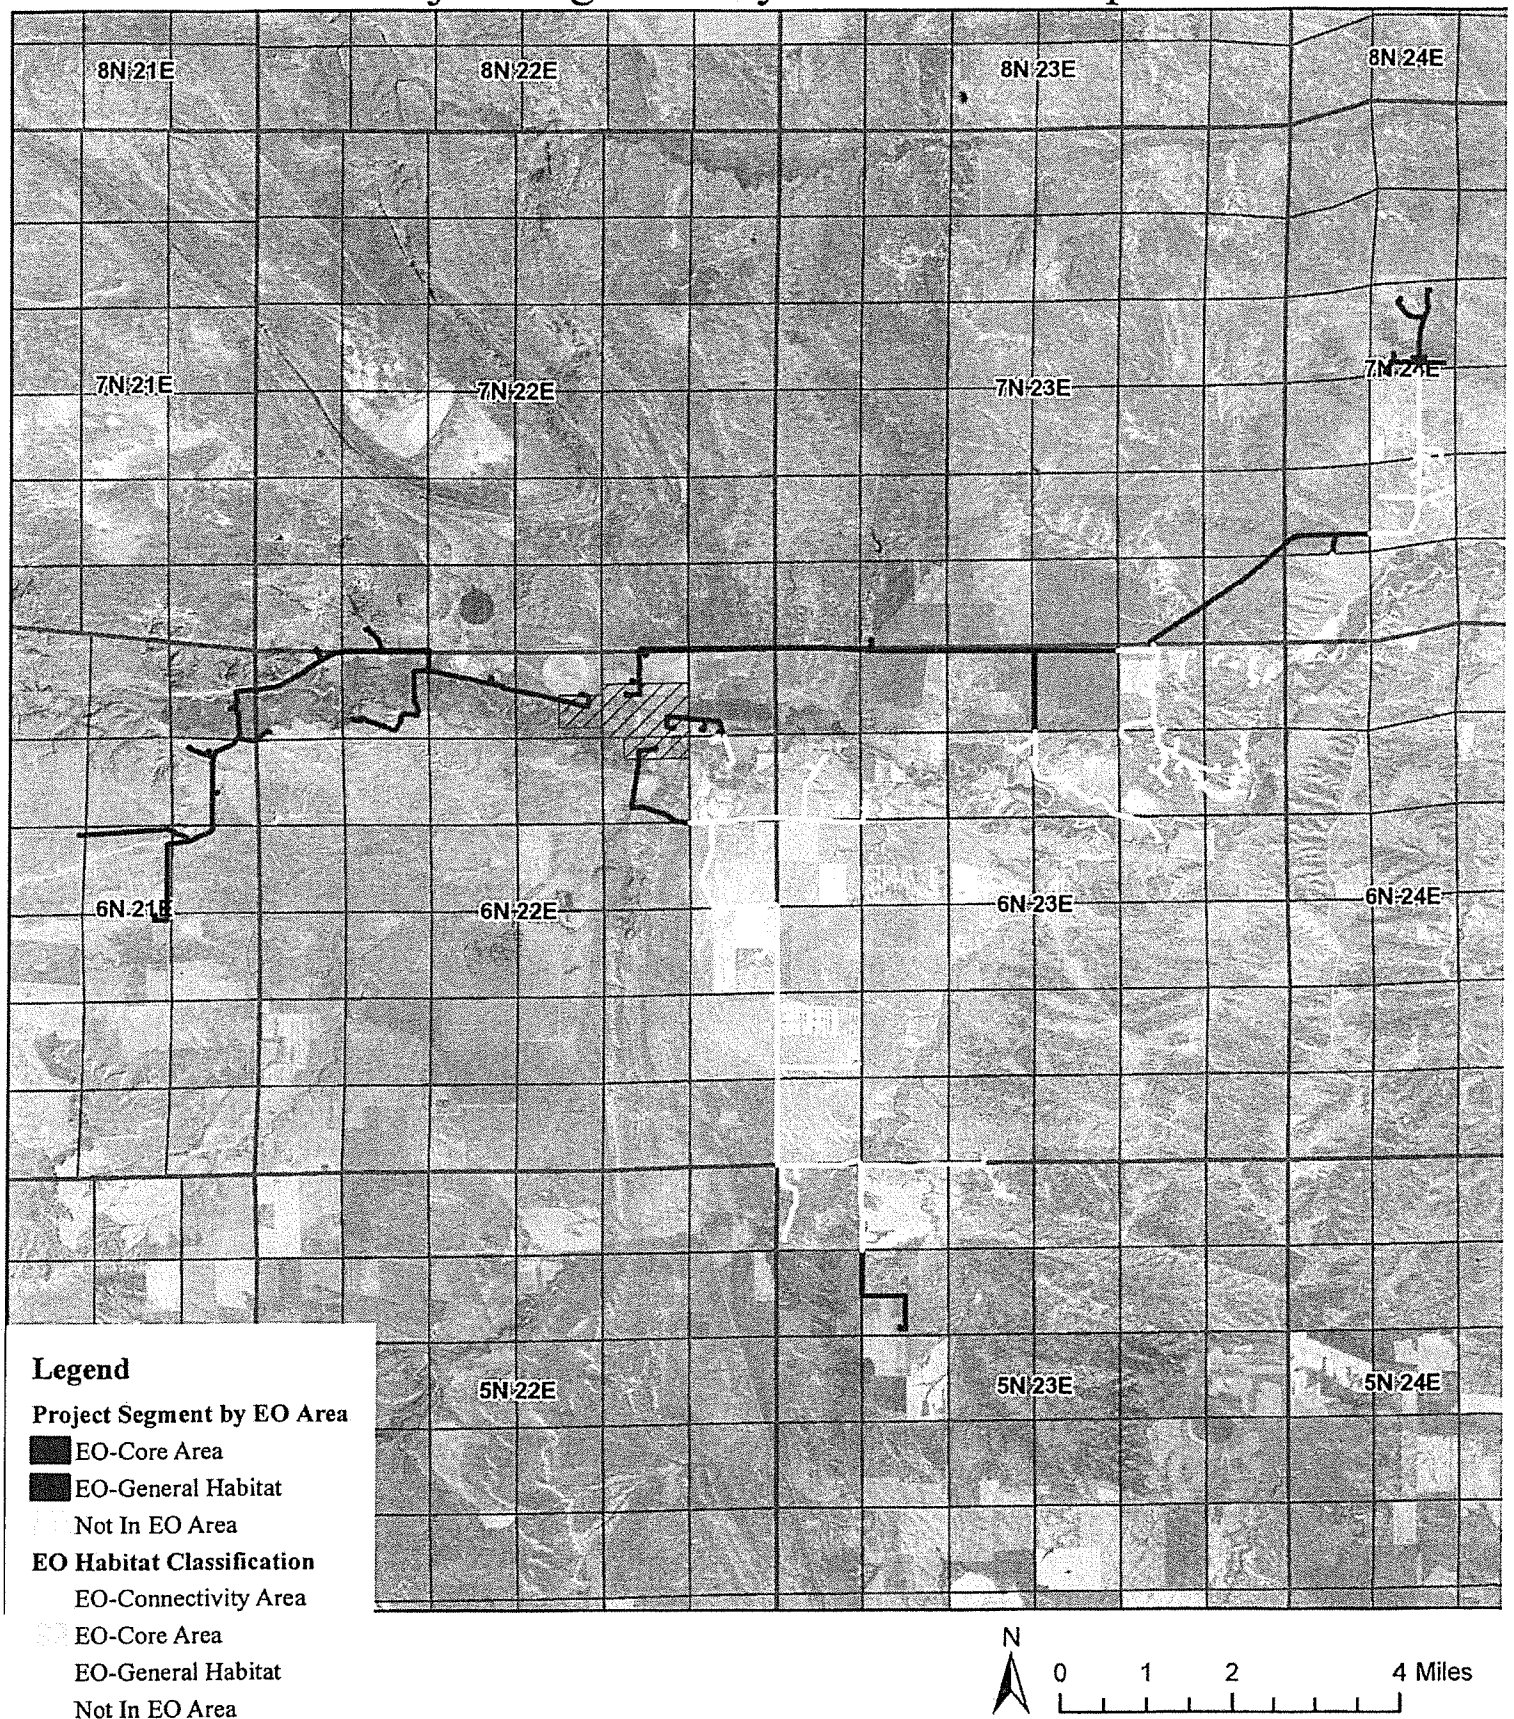 8N 21E 8N 22E 8N 23E 8N 24E
7N 21E 7N 22E 7N 23E 7N 24E
6N 21E 6N 22E 6N 23E 6N 24E
5N 22E 5N 23E 5N 24E
Legend
Project Segment by EO Area
EO-Core Area
EO-General Habitat
Not In EO Area
EO Habitat Classification
EO-Connectivity Area
EO-Core Area
EO-General Habitat
Not In EO Area
N
0 1 2 4 Miles